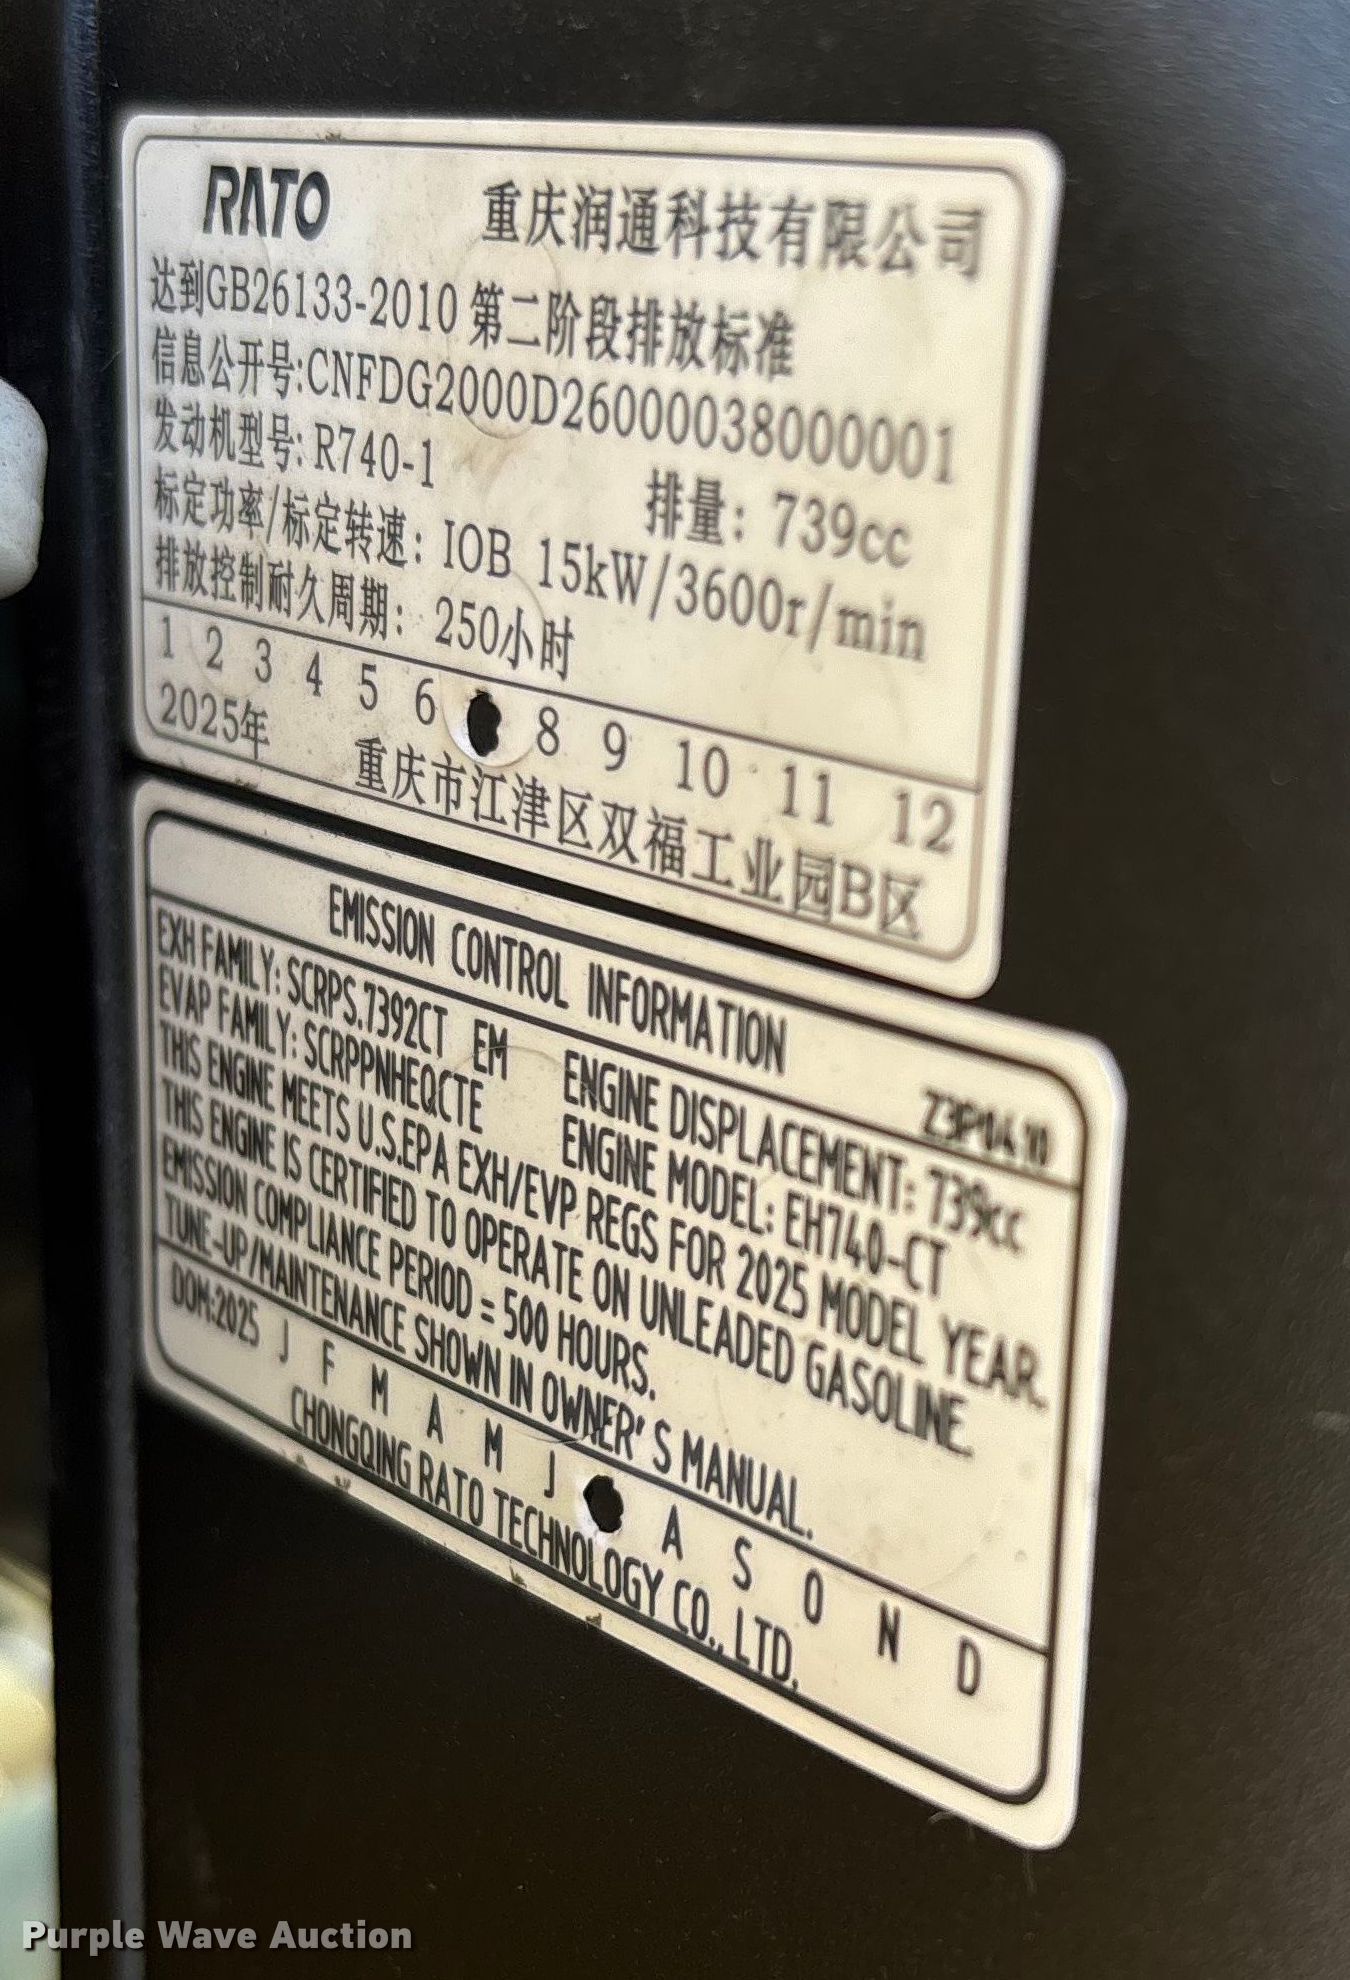 RATO 重庆润通科技有限公司
达到GB26133-2010 第二阶段排放标准
信息公开号:CNFDG2000D26000038000001
发动机型号: R740-1 排量: 739cc
标定功率/标定转速: IOB 15kW/3600r/min
排放控制耐久周期: 250小时
1 2 3 4 5 6 8 9 10 11 12
2025年 重庆市江津区双福工业园B区
EMISSION CONTROL INFORMATION Z3P04.10
EXH FAMILY: SCRPS.7392CT EM ENGINE DISPLACEMENT: 739cc
EVAP FAMILY: SCRPPNHEQCTE ENGINE MODEL: EH740-CT
THIS ENGINE MEETS U.S.EPA EXH/EVP REGS FOR 2025 MODEL YEAR.
THIS ENGINE IS CERTIFIED TO OPERATE ON UNLEADED GASOLINE.
EMISSION COMPLIANCE PERIOD = 500 HOURS.
TUNE-UP/MAINTENANCE SHOWN IN OWNER'S MANUAL.
DOM:2025 J F M A M J A S O N D
CHONGQING RATO TECHNOLOGY CO., LTD.
Purple Wave Auction